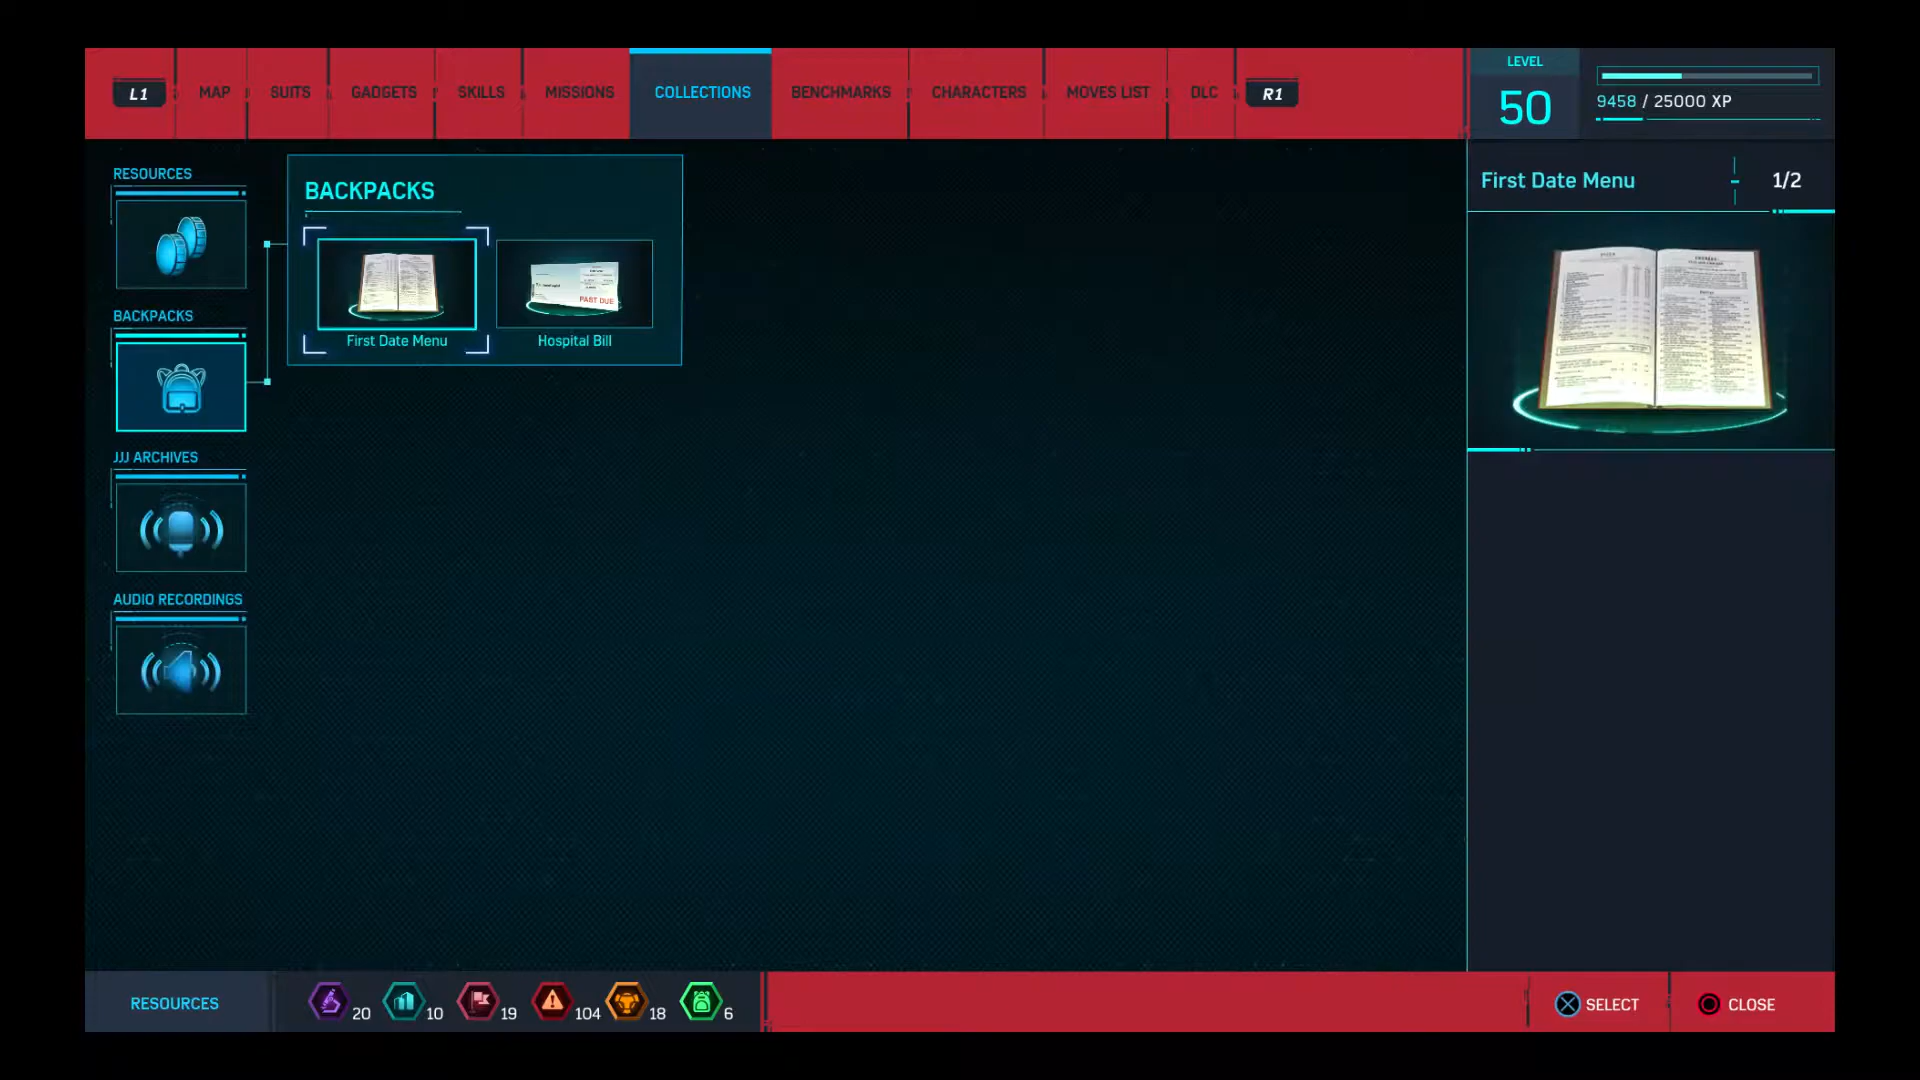 L1
MAP
SUITS
GADGETS
SKILLS
MISSIONS
COLLECTIONS
BENCHMARKS
CHARACTERS
MOVES LIST
DLC
R1
LEVEL
50
9458 / 25000 XP
RESOURCES
BACKPACKS
JJJ ARCHIVES
AUDIO RECORDINGS
BACKPACKS
PAST DUE
First Date Menu
Hospital Bill
First Date Menu
1/2
RESOURCES
20
10
19
104
18
6
SELECT
CLOSE